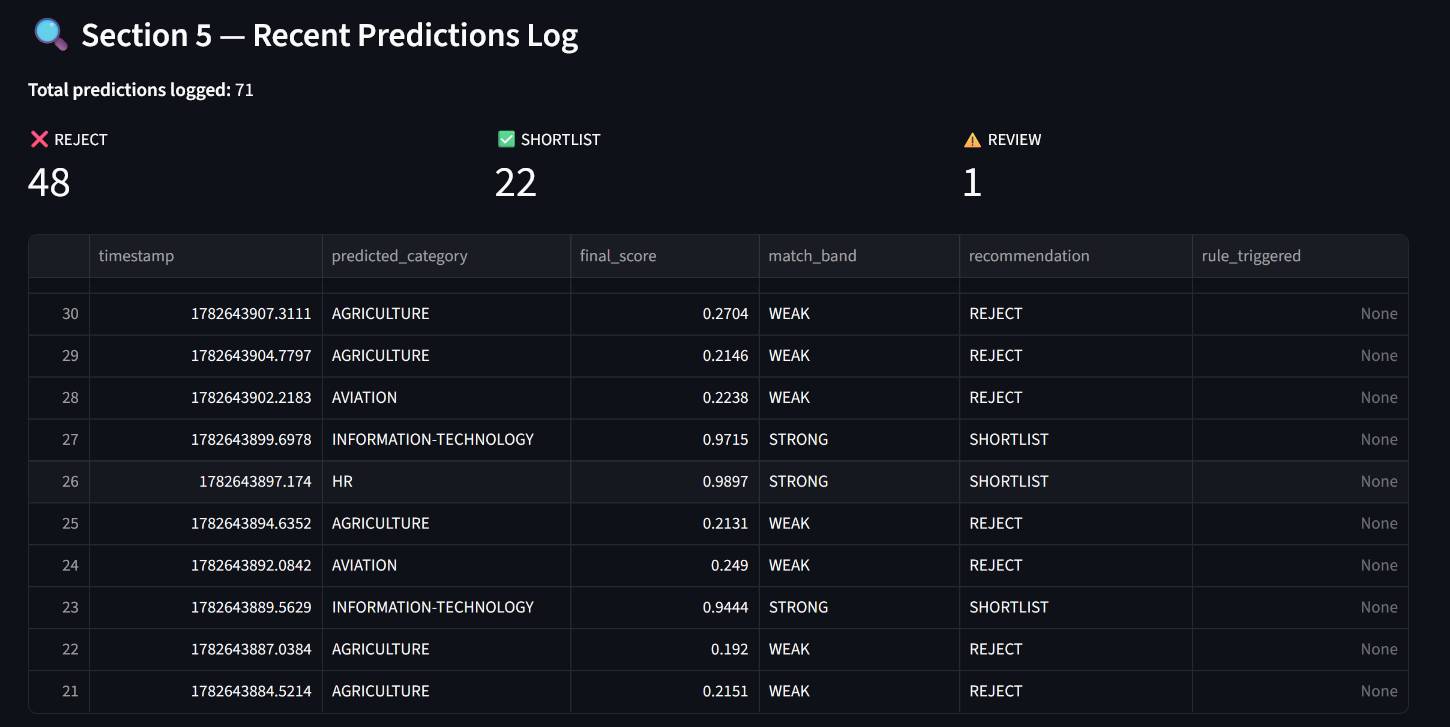 Section 5 — Recent Predictions Log
Total predictions logged: 71
REJECT SHORTLIST REVIEW
48 22 1
timestamp predicted_category final_score match_band recommendation rule_triggered
30 1782643907.3111 AGRICULTURE 0.2704 WEAK REJECT None
29 1782643904.7797 AGRICULTURE 0.2146 WEAK REJECT None
28 1782643902.2183 AVIATION 0.2238 WEAK REJECT None
27 1782643899.6978 INFORMATION-TECHNOLOGY 0.9715 STRONG SHORTLIST None
26 1782643897.174 HR 0.9897 STRONG SHORTLIST None
25 1782643894.6352 AGRICULTURE 0.2131 WEAK REJECT None
24 1782643892.0842 AVIATION 0.249 WEAK REJECT None
23 1782643889.5629 INFORMATION-TECHNOLOGY 0.9444 STRONG SHORTLIST None
22 1782643887.0384 AGRICULTURE 0.192 WEAK REJECT None
21 1782643884.5214 AGRICULTURE 0.2151 WEAK REJECT None